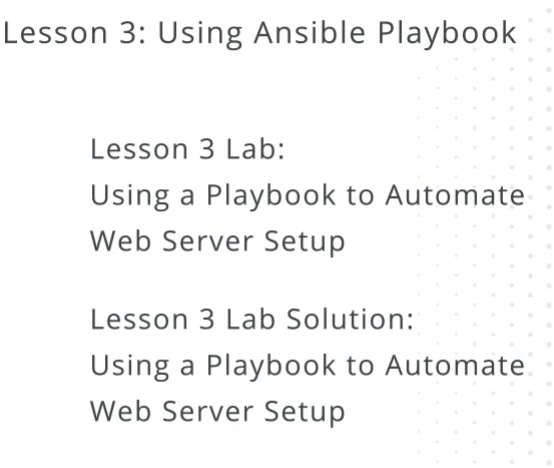 Lesson 3: Using Ansible Playbook
Lesson 3 Lab:
Using a Playbook to Automate
Web Server Setup
Lesson 3 Lab Solution:
Using a Playbook to Automate
Web Server Setup